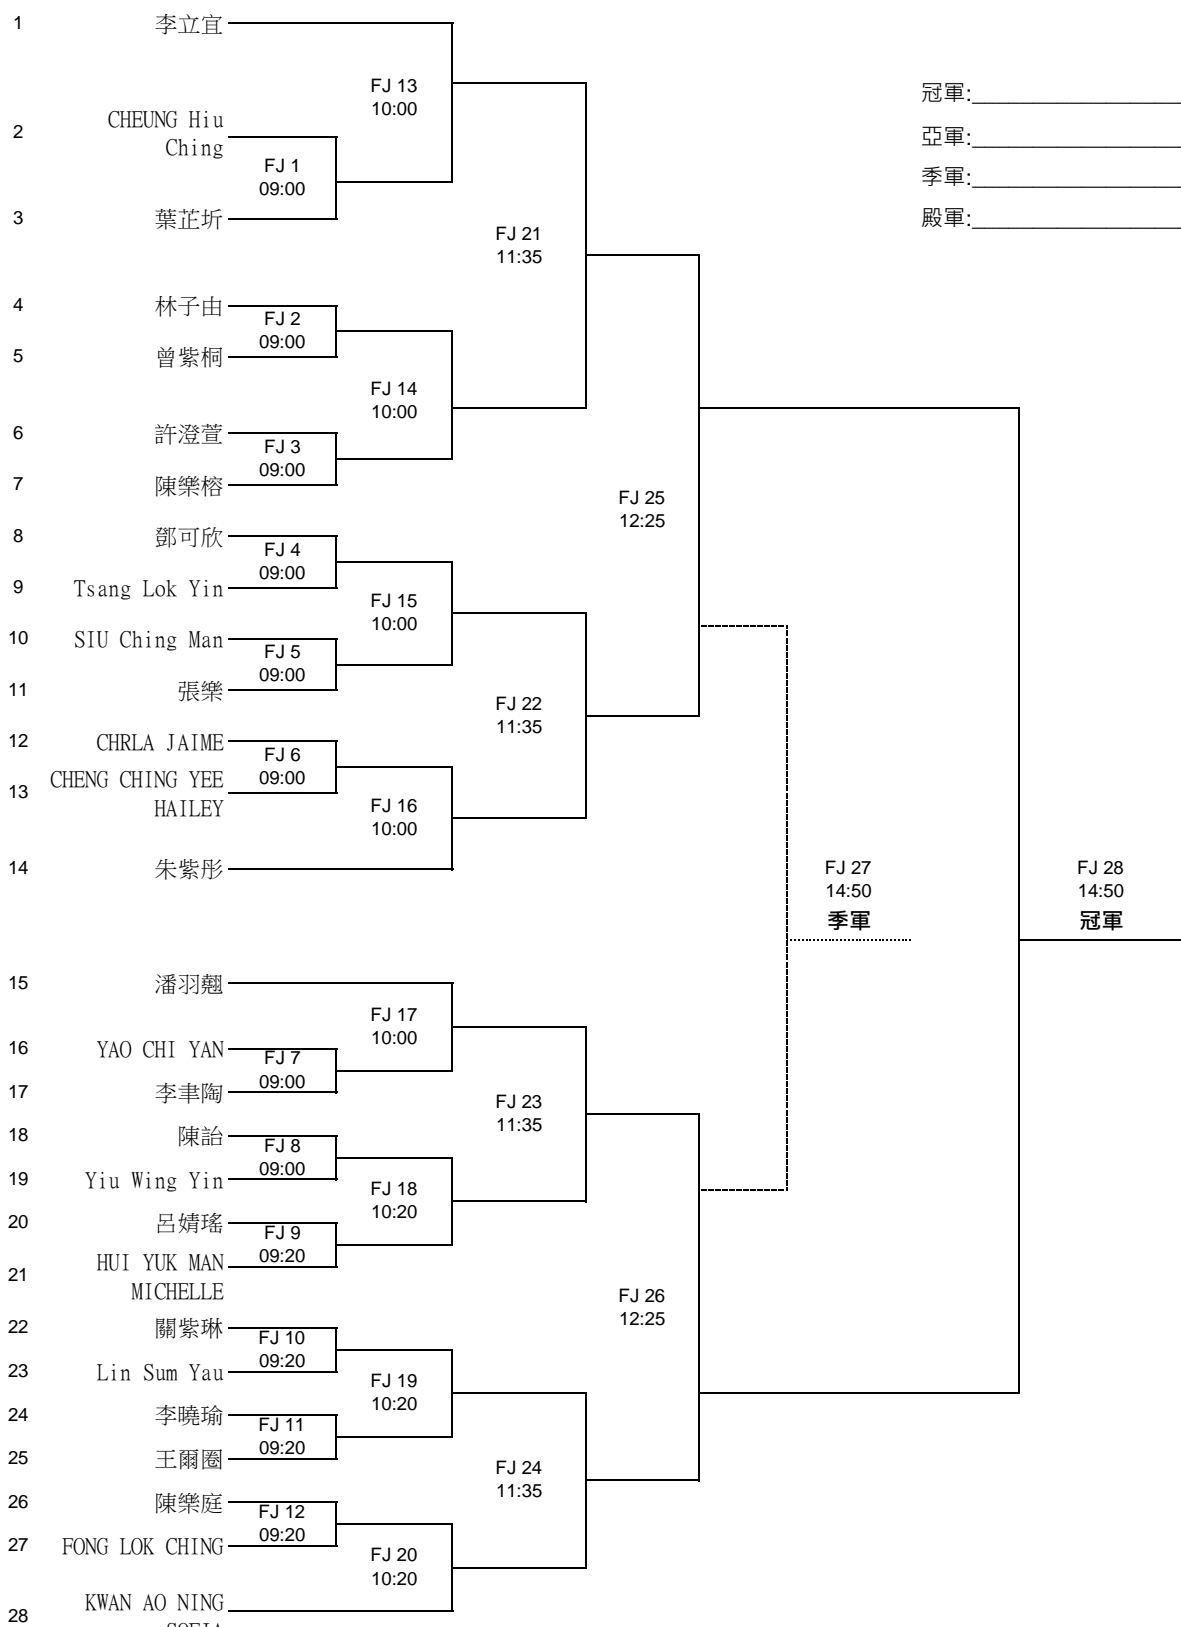 1 李立宜
FJ 13
10:00
冠軍:
2 CHEUNG Hiu
Ching
亞軍:
FJ 1
09:00
季軍:
3 葉芷圻
殿軍:
FJ 21
11:35
4 林子由
FJ 2
09:00
5 曾紫桐
FJ 14
10:00
6 許澄萱
FJ 3
09:00
7 陳樂榕
FJ 25
12:25
8 鄧可欣
FJ 4
09:00
9 Tsang Lok Yin
FJ 15
10:00
10 SIU Ching Man
FJ 5
09:00
11 張樂
FJ 22
11:35
12 CHRLA JAIME
FJ 6
09:00
13 CHENG CHING YEE
HAILEY
FJ 16
10:00
14 朱紫彤
FJ 27
14:50
季軍
FJ 28
14:50
冠軍
15 潘羽翹
FJ 17
10:00
16 YAO CHI YAN
FJ 7
09:00
17 李聿陶
FJ 23
11:35
18 陳詒
FJ 8
09:00
19 Yiu Wing Yin
FJ 18
10:20
20 呂婧瑤
FJ 9
09:20
21 HUI YUK MAN
MICHELLE
FJ 26
12:25
22 關紫琳
FJ 10
09:20
23 Lin Sum Yau
FJ 19
10:20
24 李曉瑜
FJ 11
09:20
25 王爾圈
FJ 24
11:35
26 陳樂庭
FJ 12
09:20
27 FONG LOK CHING
FJ 20
10:20
28 KWAN AO NING